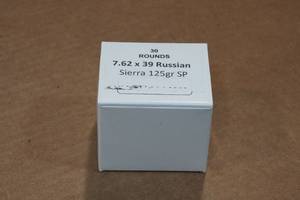 30
ROUNDS
7.62 x 39 Russian
Sierra 125gr SP